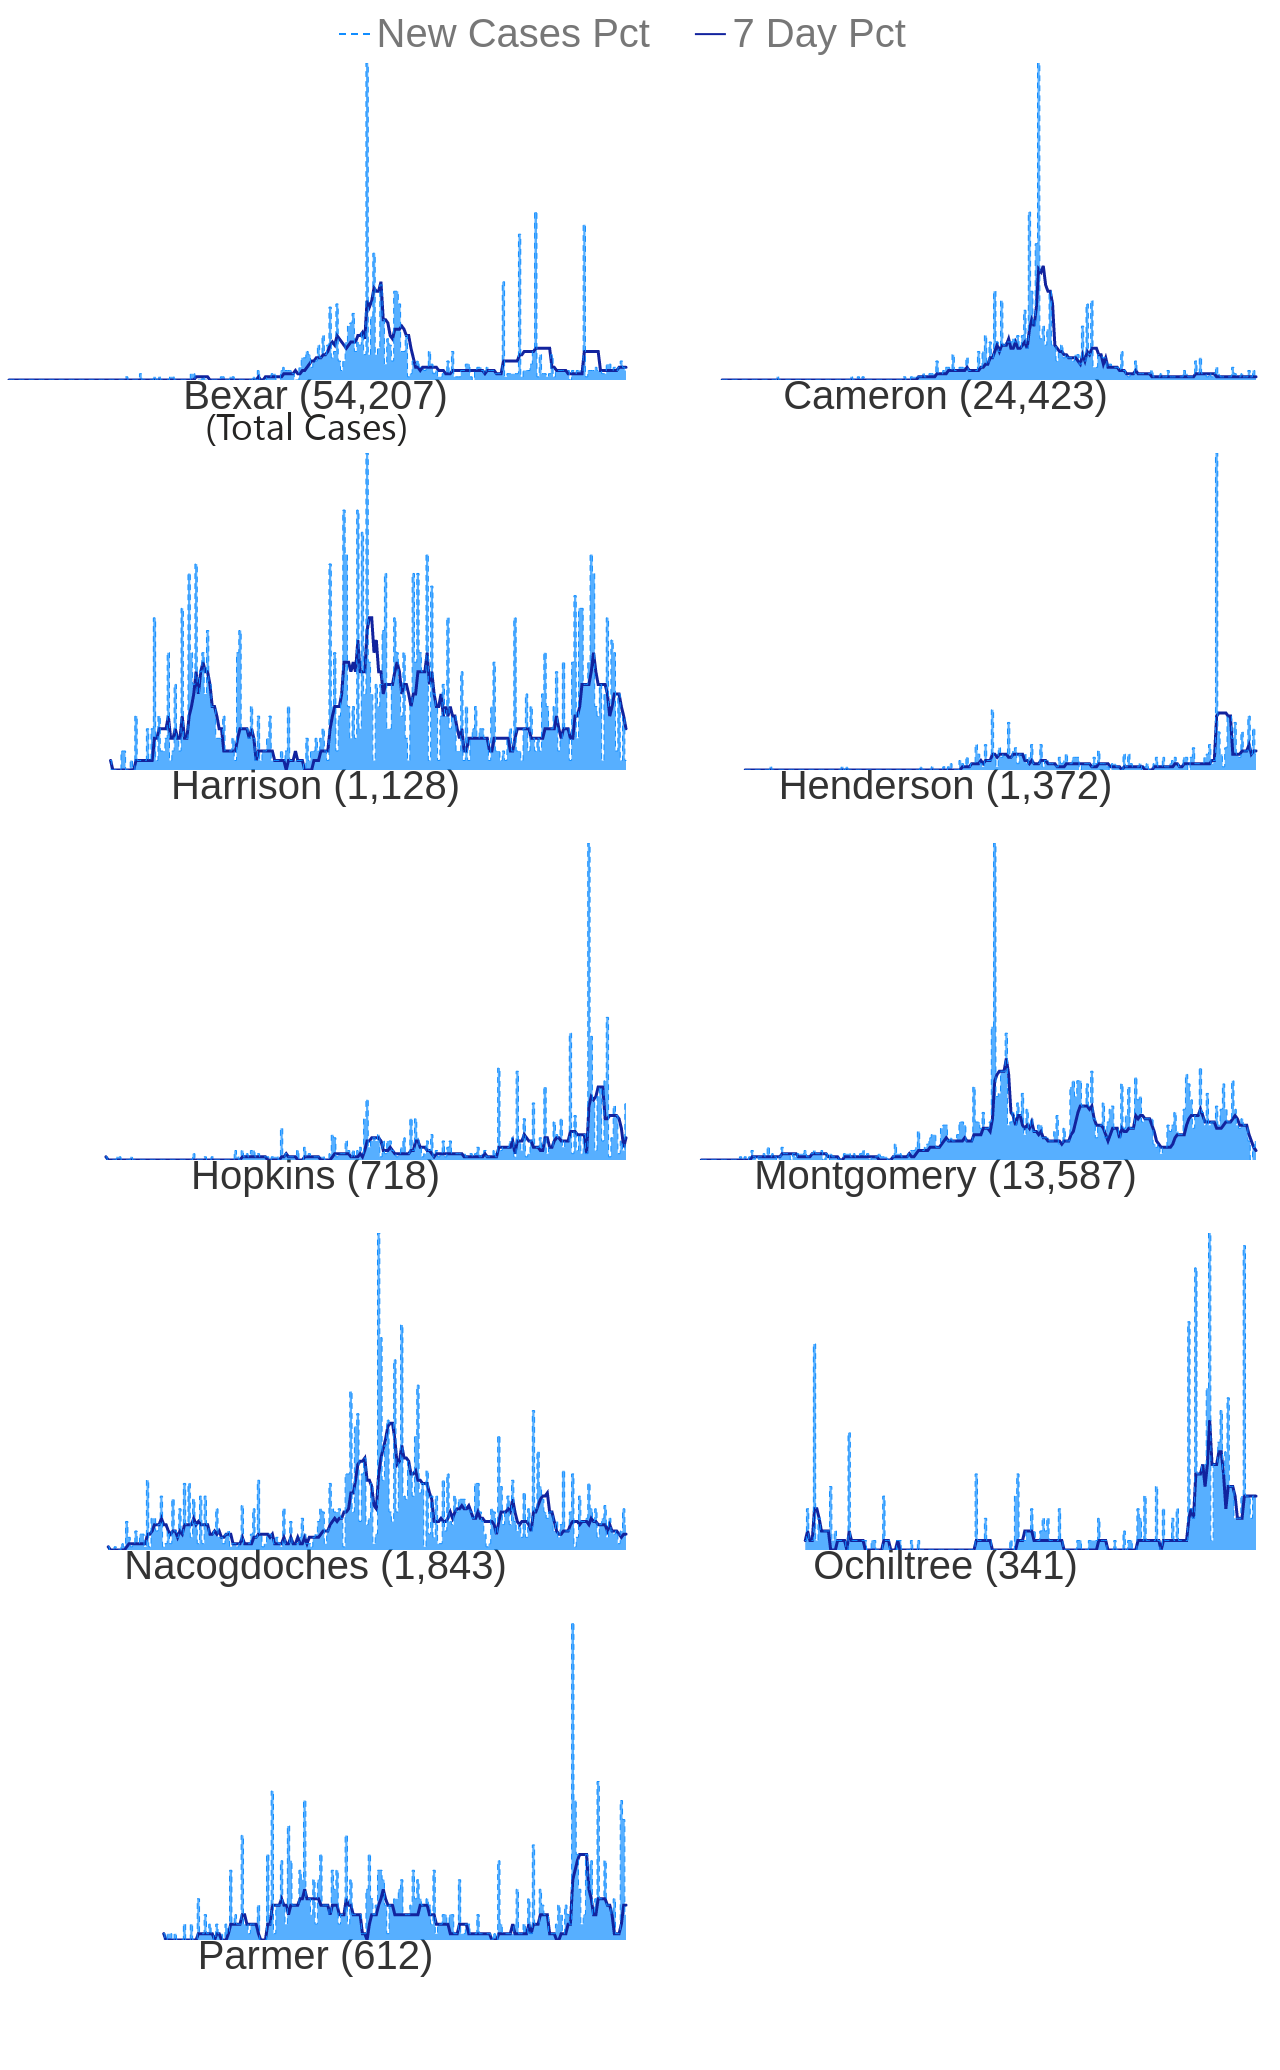 New Cases Pct 7 Day Pct
Bexar (54,207) Cameron (24,423)
(Total Cases)
Harrison (1,128) Henderson (1,372)
Hopkins (718) Montgomery (13,587)
Nacogdoches (1,843) Ochiltree (341)
Parmer (612)